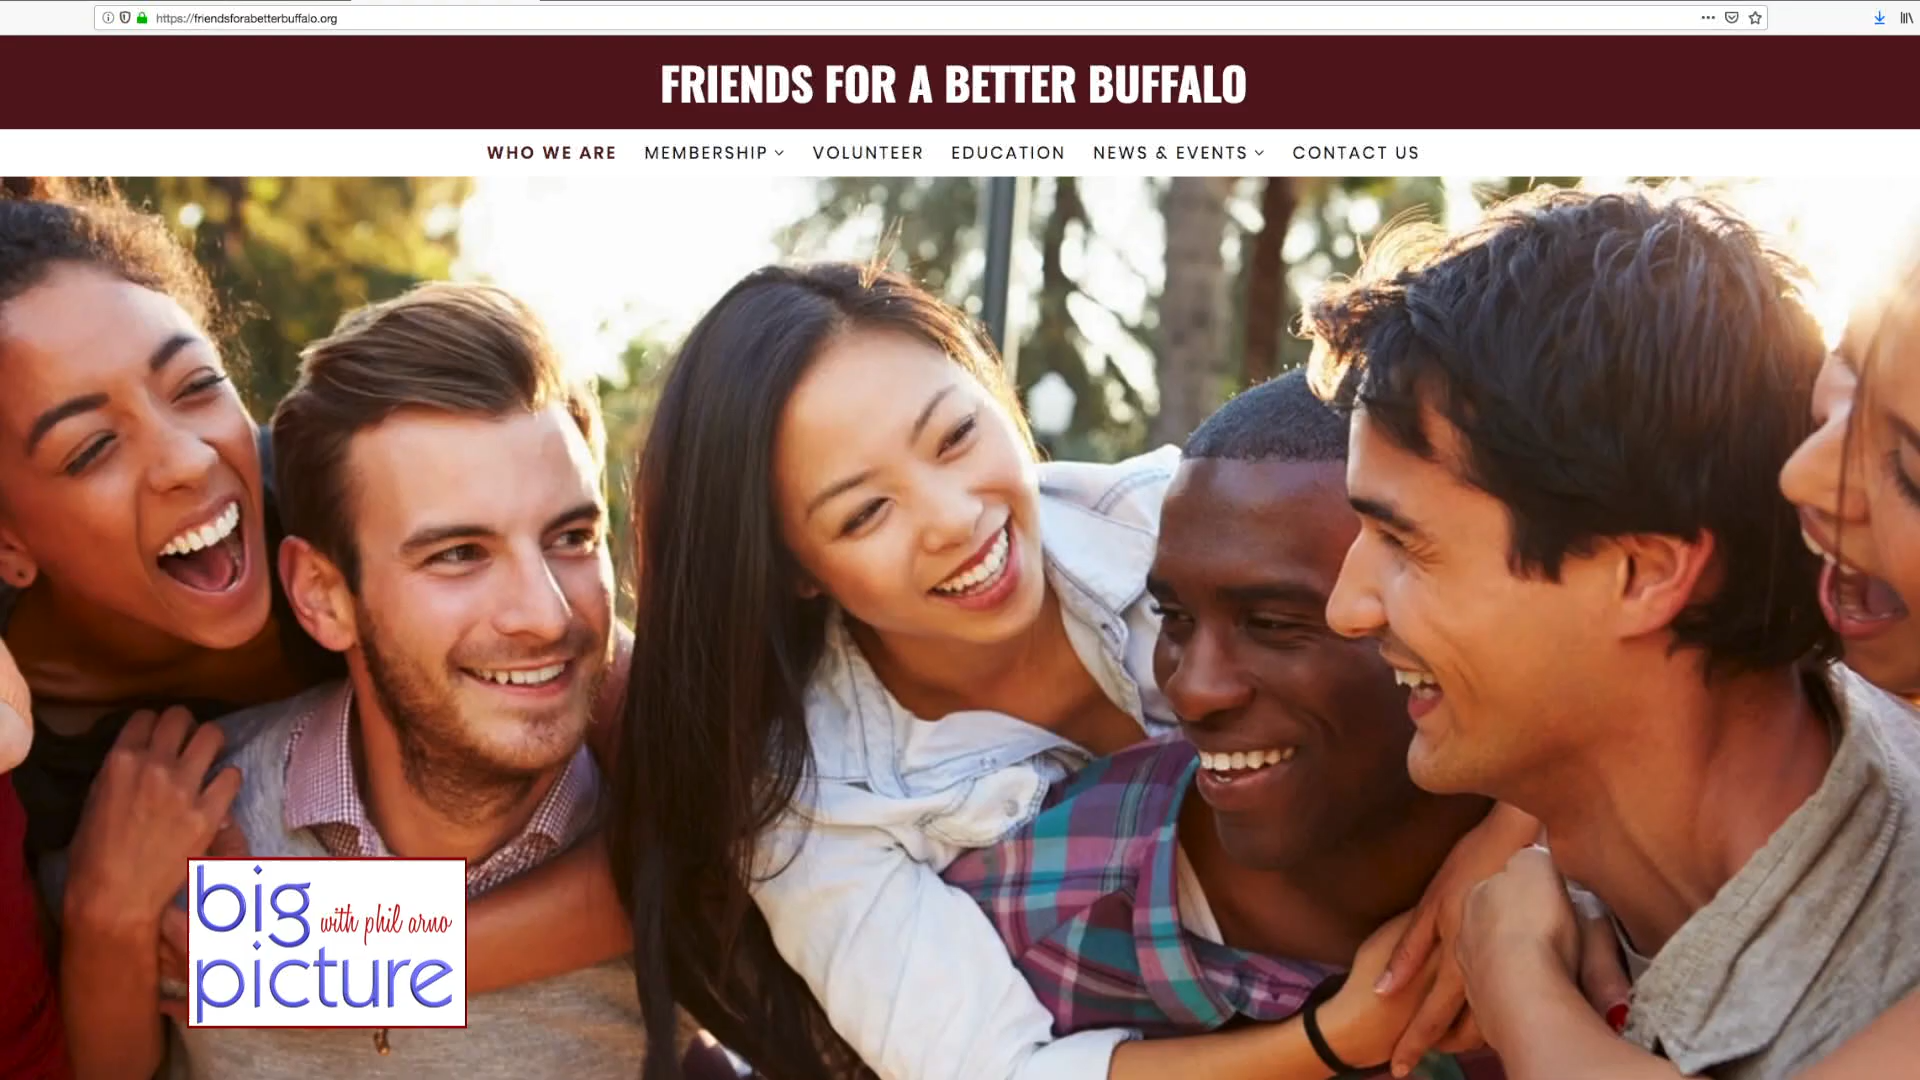 https://friendsforabetterbuffalo.org
FRIENDS FOR A BETTER BUFFALO
WHO WE ARE MEMBERSHIP VOLUNTEER EDUCATION NEWS & EVENTS CONTACT US
big with phil arno
picture